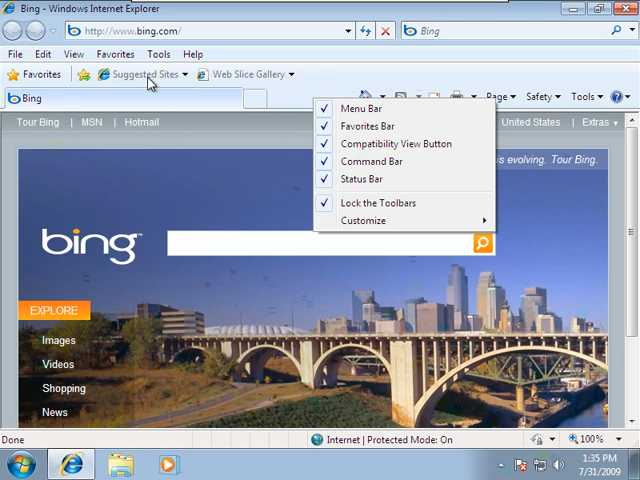 Bing - Windows Internet Explorer
http://www.bing.com/
Bing
File Edit View Favorites Tools Help
Favorites Suggested Sites Web Slice Gallery
Bing
Page Safety Tools
Menu Bar
Favorites Bar
Compatibility View Button
Command Bar
Status Bar
Lock the Toolbars
Customize
Tour Bing | MSN | Hotmail
United States | Extras
is evolving. Tour Bing.
bing
EXPLORE
Images
Videos
Shopping
News
Done
Internet | Protected Mode: On
100%
1:35 PM
7/31/2009